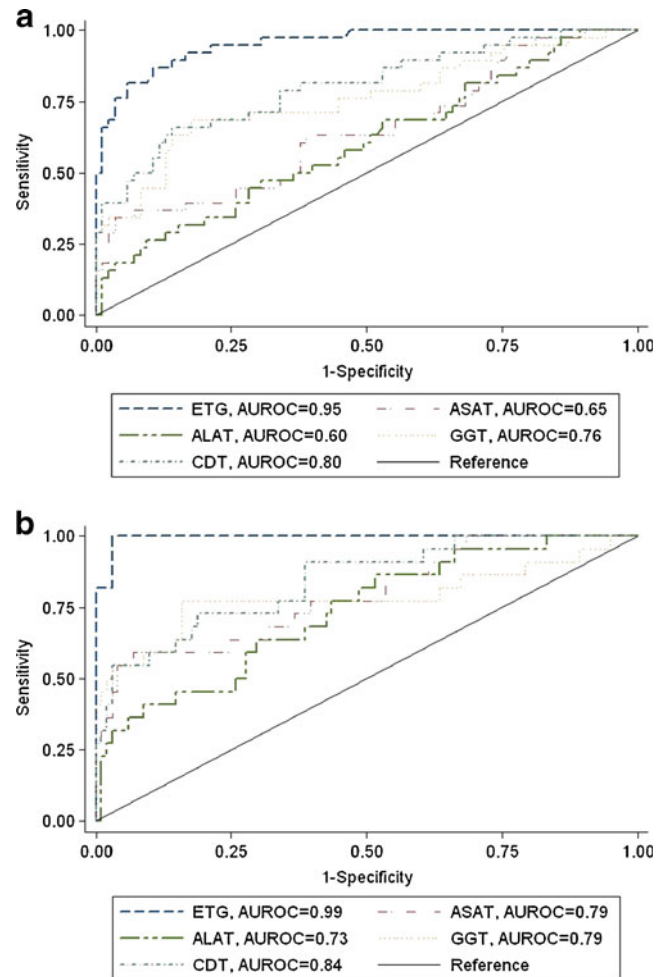 a
1.00
0.75
0.50
0.25
0.00
Sensitivity
0.00 0.25 0.50 0.75 1.00
1-Specificity
ETG, AUROC=0.95 ASAT, AUROC=0.65
ALAT, AUROC=0.60 GGT, AUROC=0.76
CDT, AUROC=0.80 Reference
b
1.00
0.75
0.50
0.25
0.00
Sensitivity
0.00 0.25 0.50 0.75 1.00
1-Specificity
ETG, AUROC=0.99 ASAT, AUROC=0.79
ALAT, AUROC=0.73 GGT, AUROC=0.79
CDT, AUROC=0.84 Reference